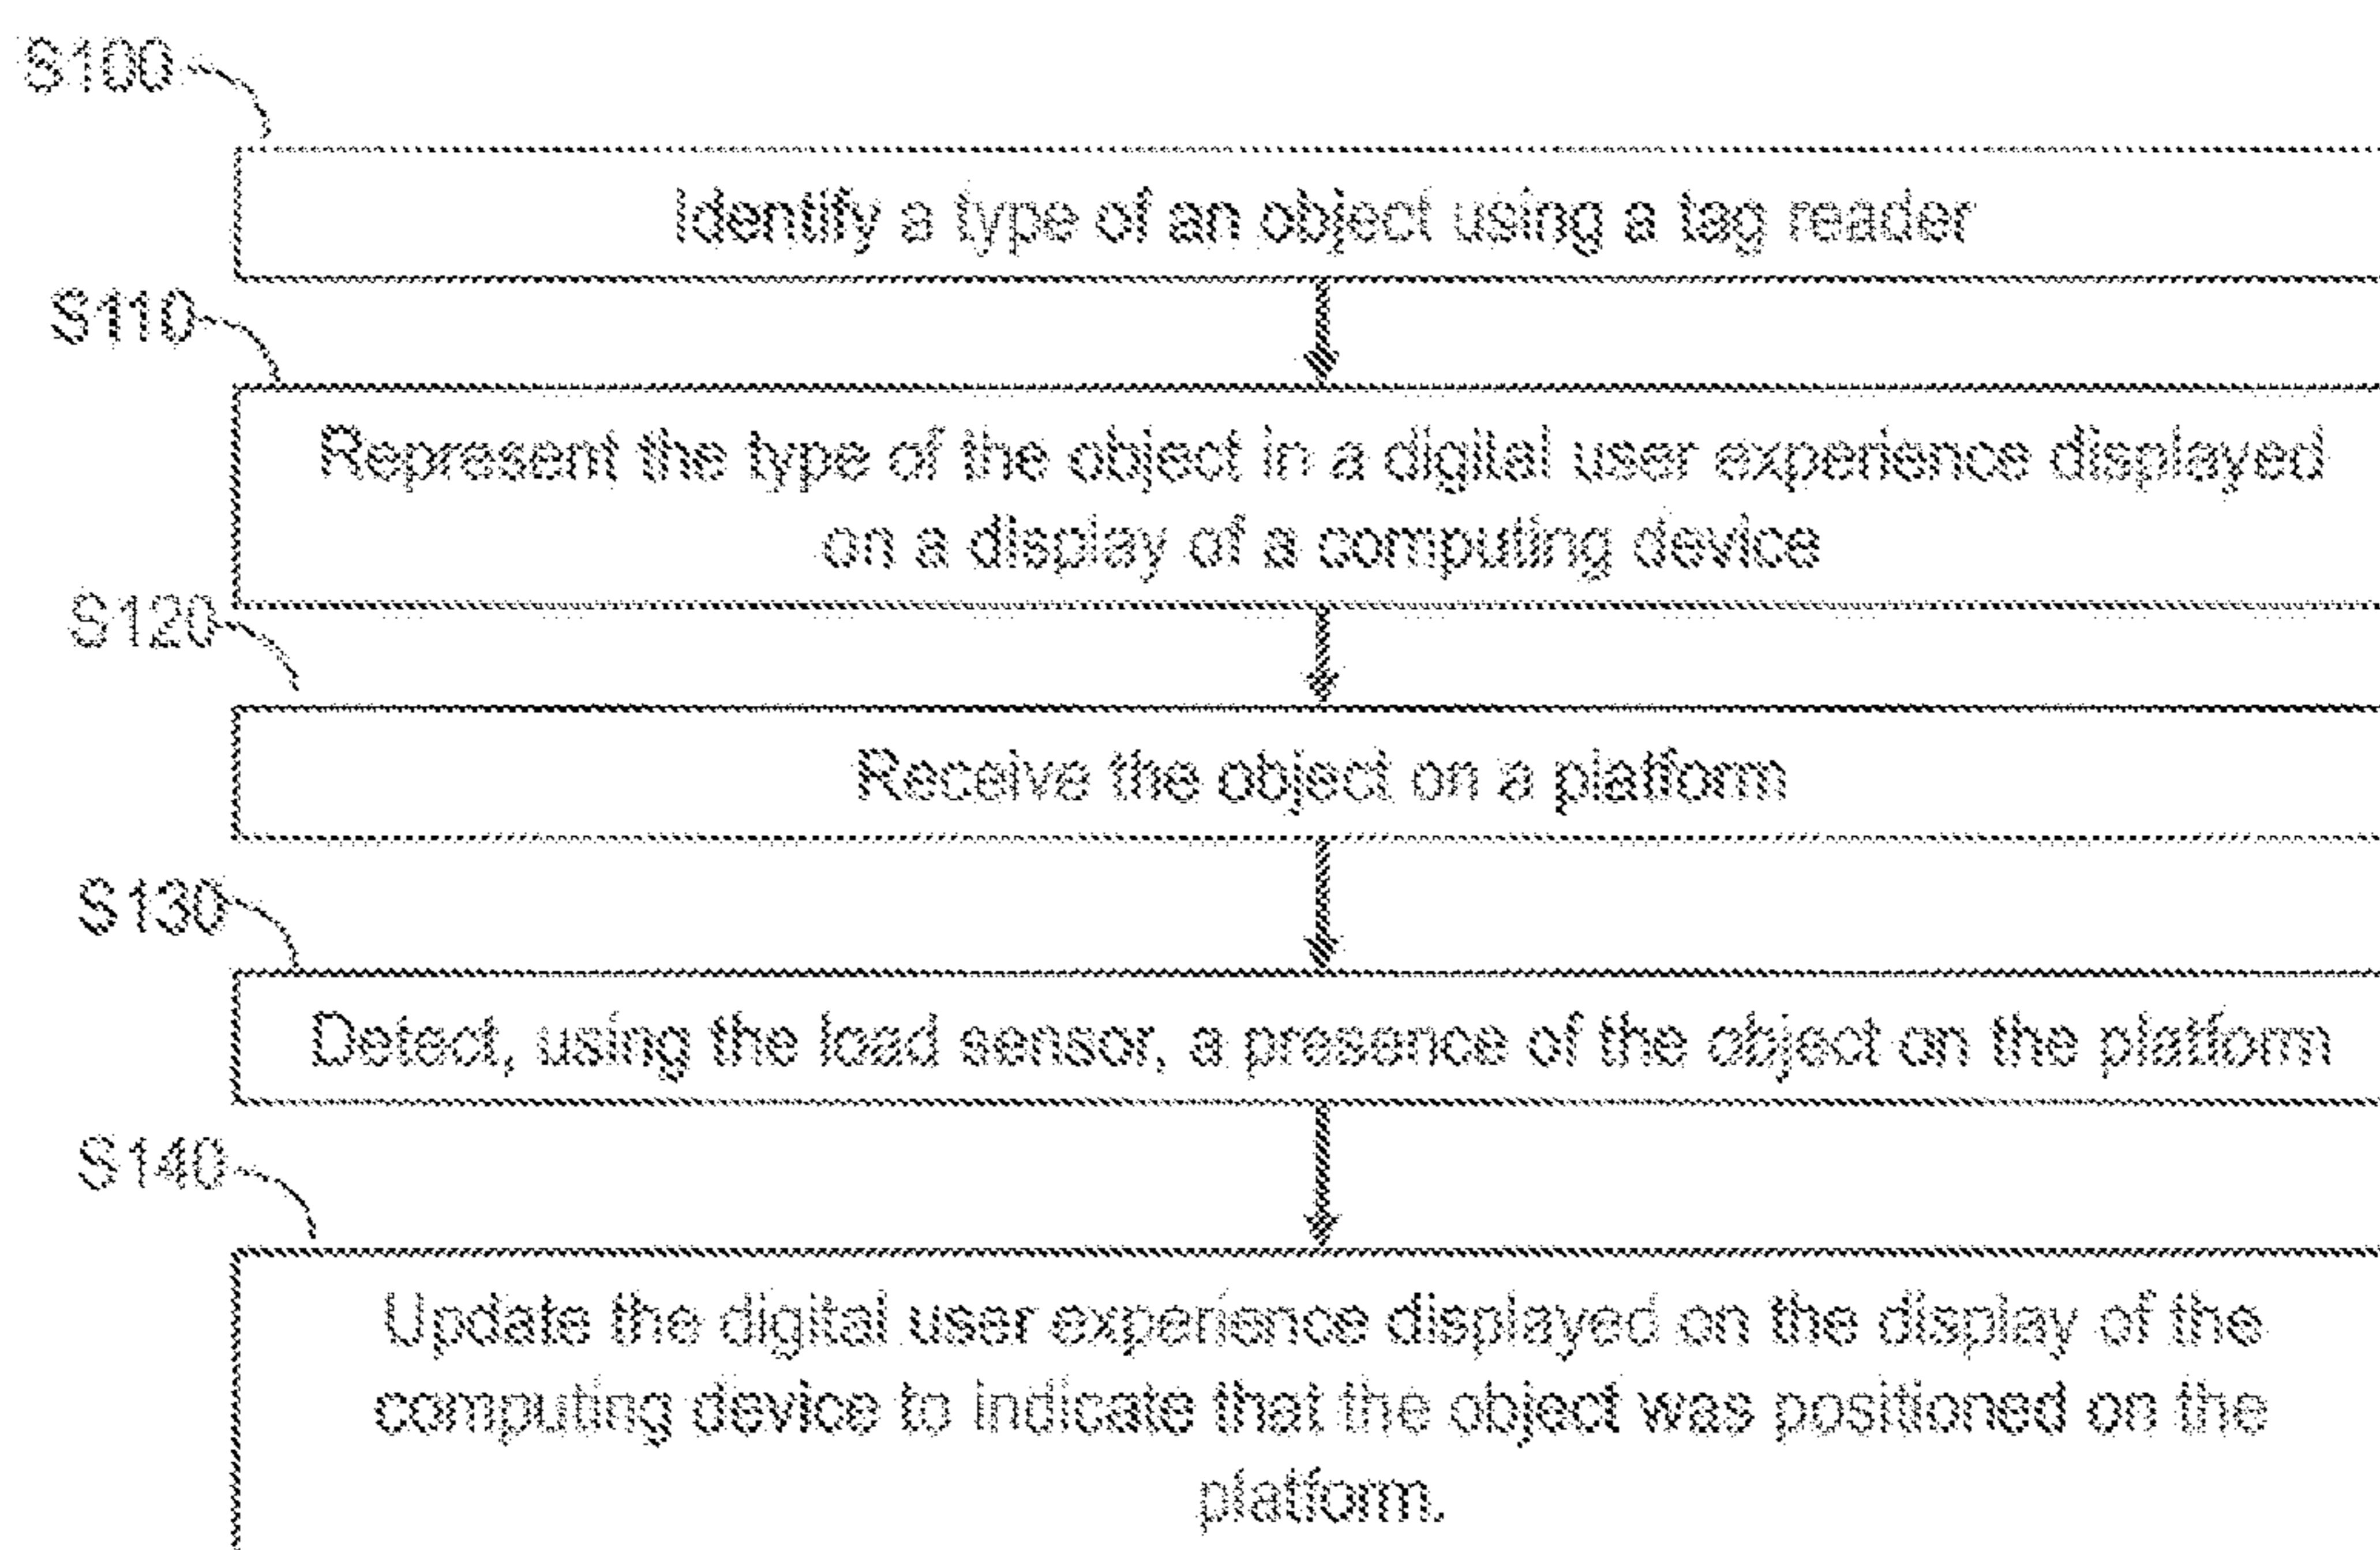 S100
Identify a type of an object using a tag reader
S110
Represent the type of the object in a digital user experience displayed
on a display of a computing device
S120
Receive the object on a platform
S130
Detect, using the load sensor, a presence of the object on the platform
S140
Update the digital user experience displayed on the display of the
computing device to indicate that the object was positioned on the
platform.